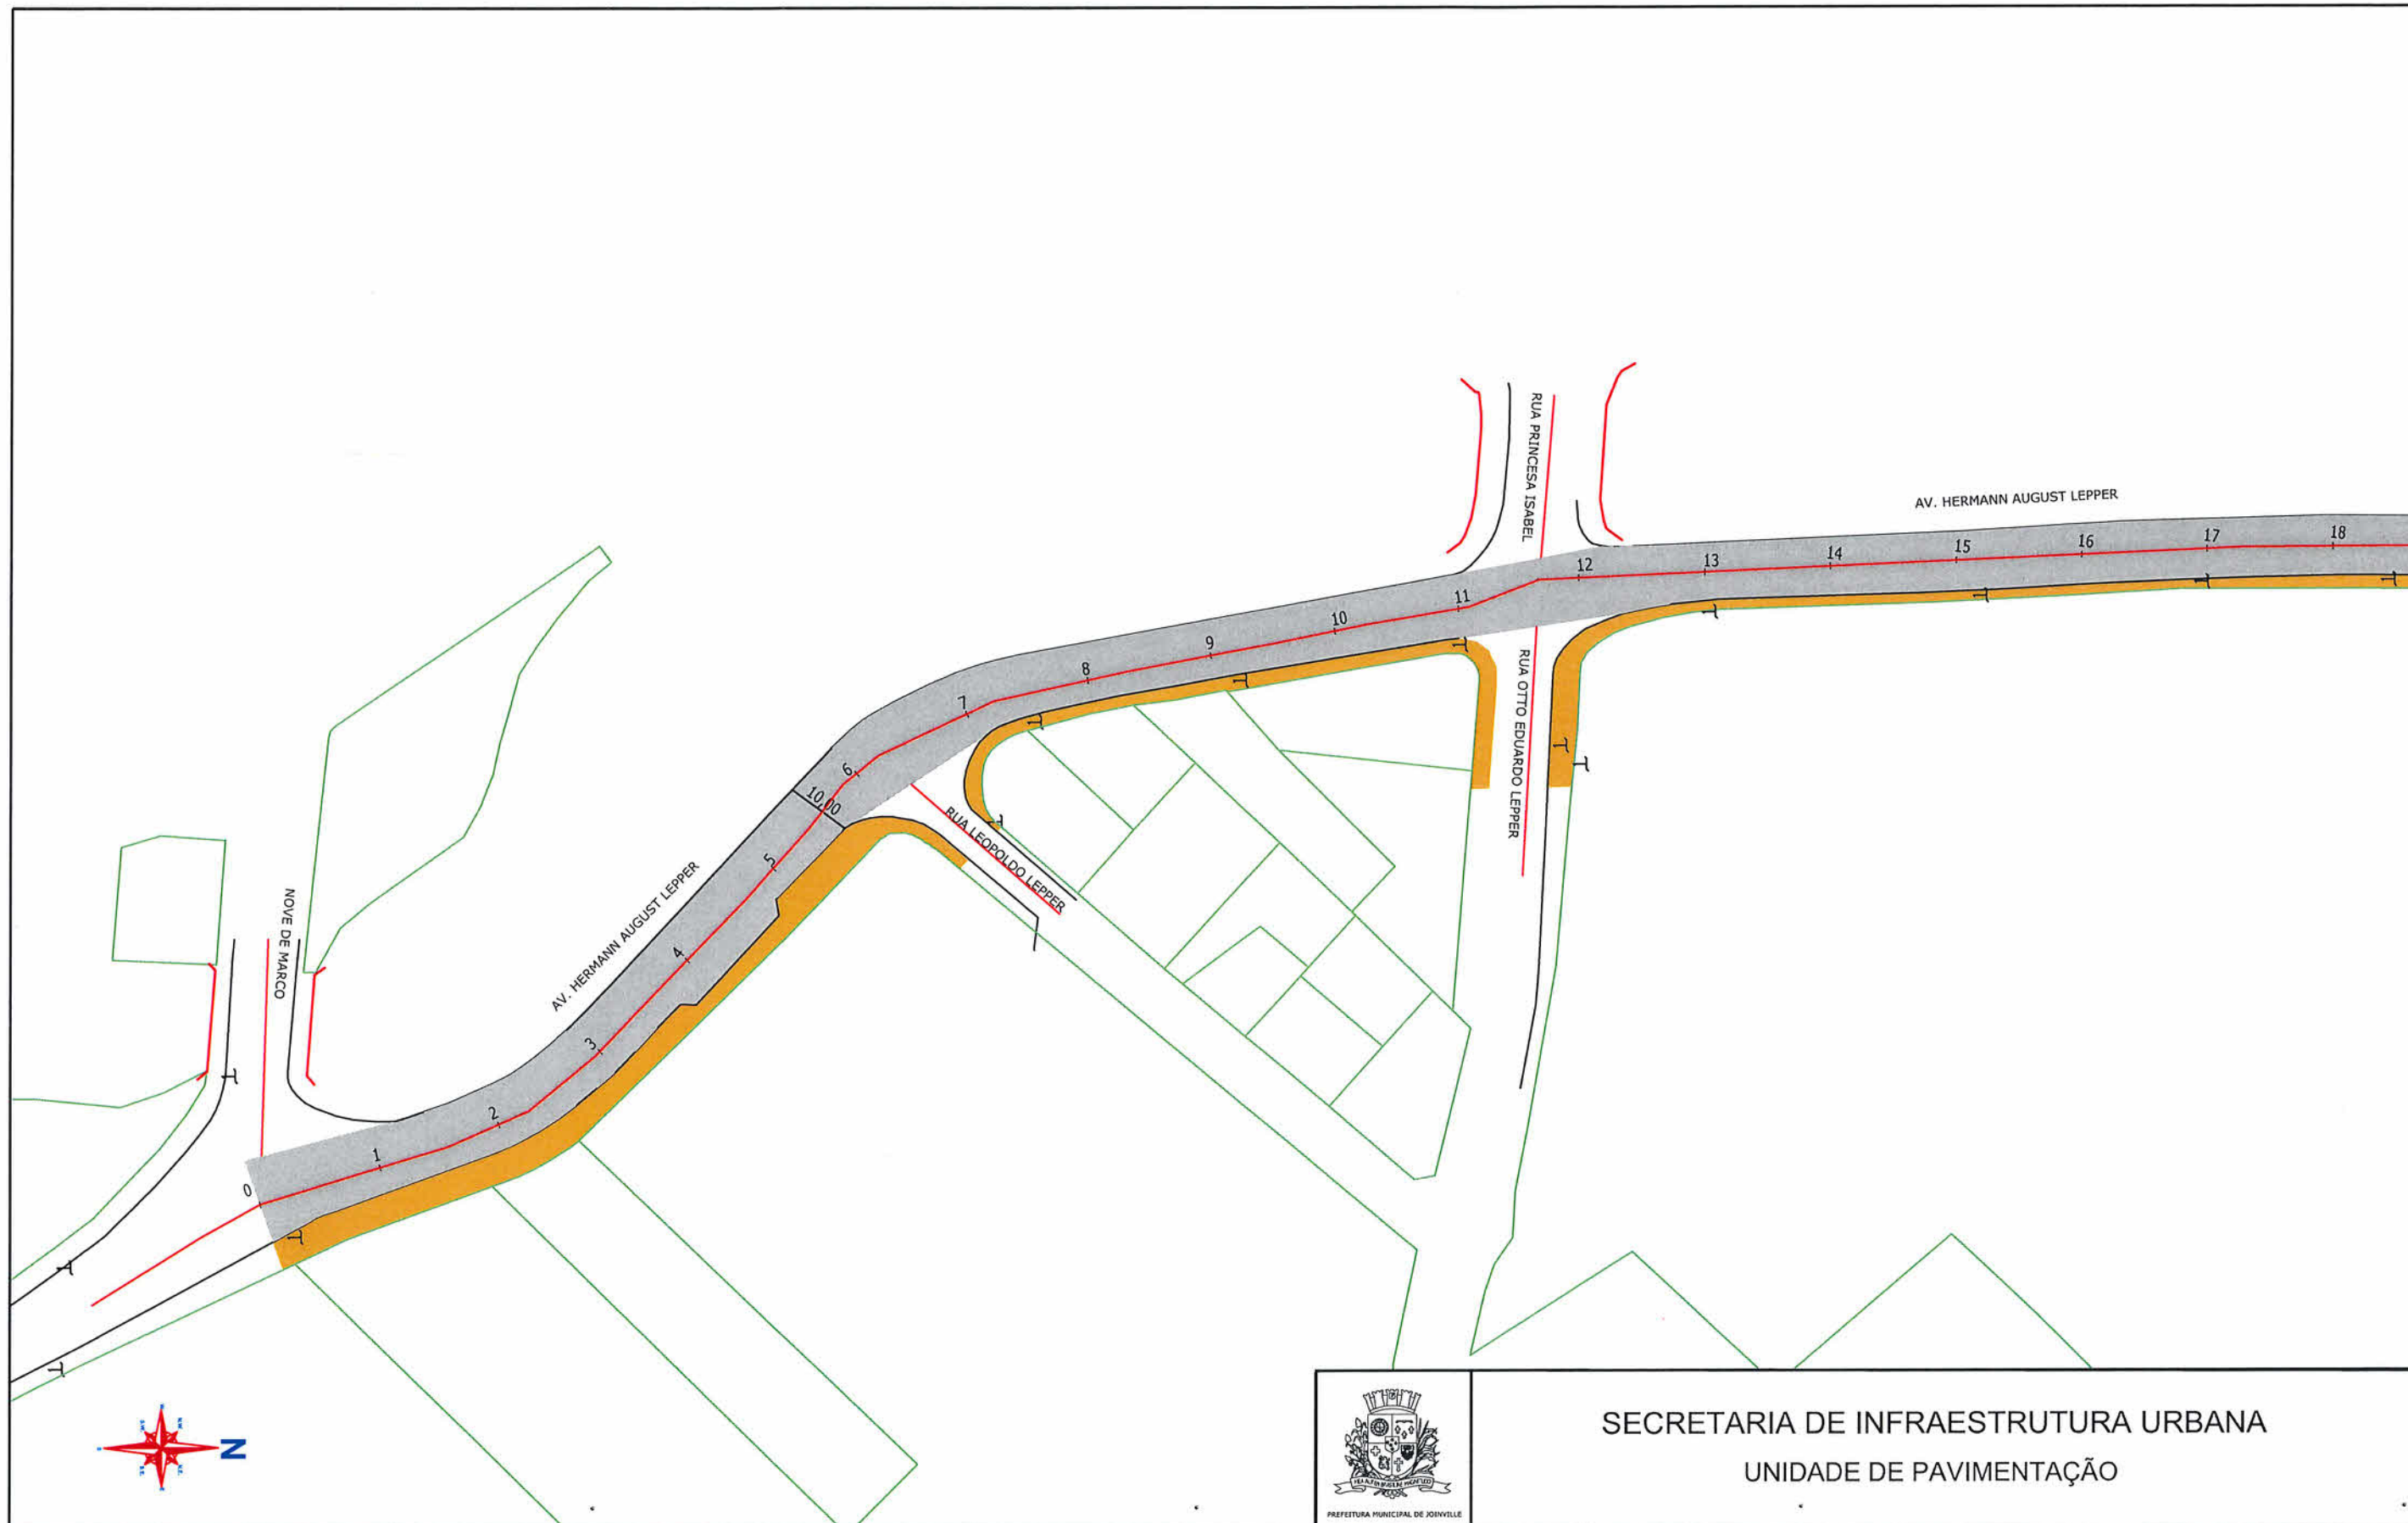 RUA PRINCESA ISABEL
AV. HERMANN AUGUST LEPPER
18
17
16
15
14
13
12
11
10
9
8
7
6
10,00
5
4
3
2
1
0
RUA OTTO EDUARDO LEPPER
RUA LEOPOLDO LEPPER
AV. HERMANN AUGUST LEPPER
NOVE DE MARCO
N
SECRETARIA DE INFRAESTRUTURA URBANA
UNIDADE DE PAVIMENTAÇÃO
PREFEITURA MUNICIPAL DE JOINVILLE